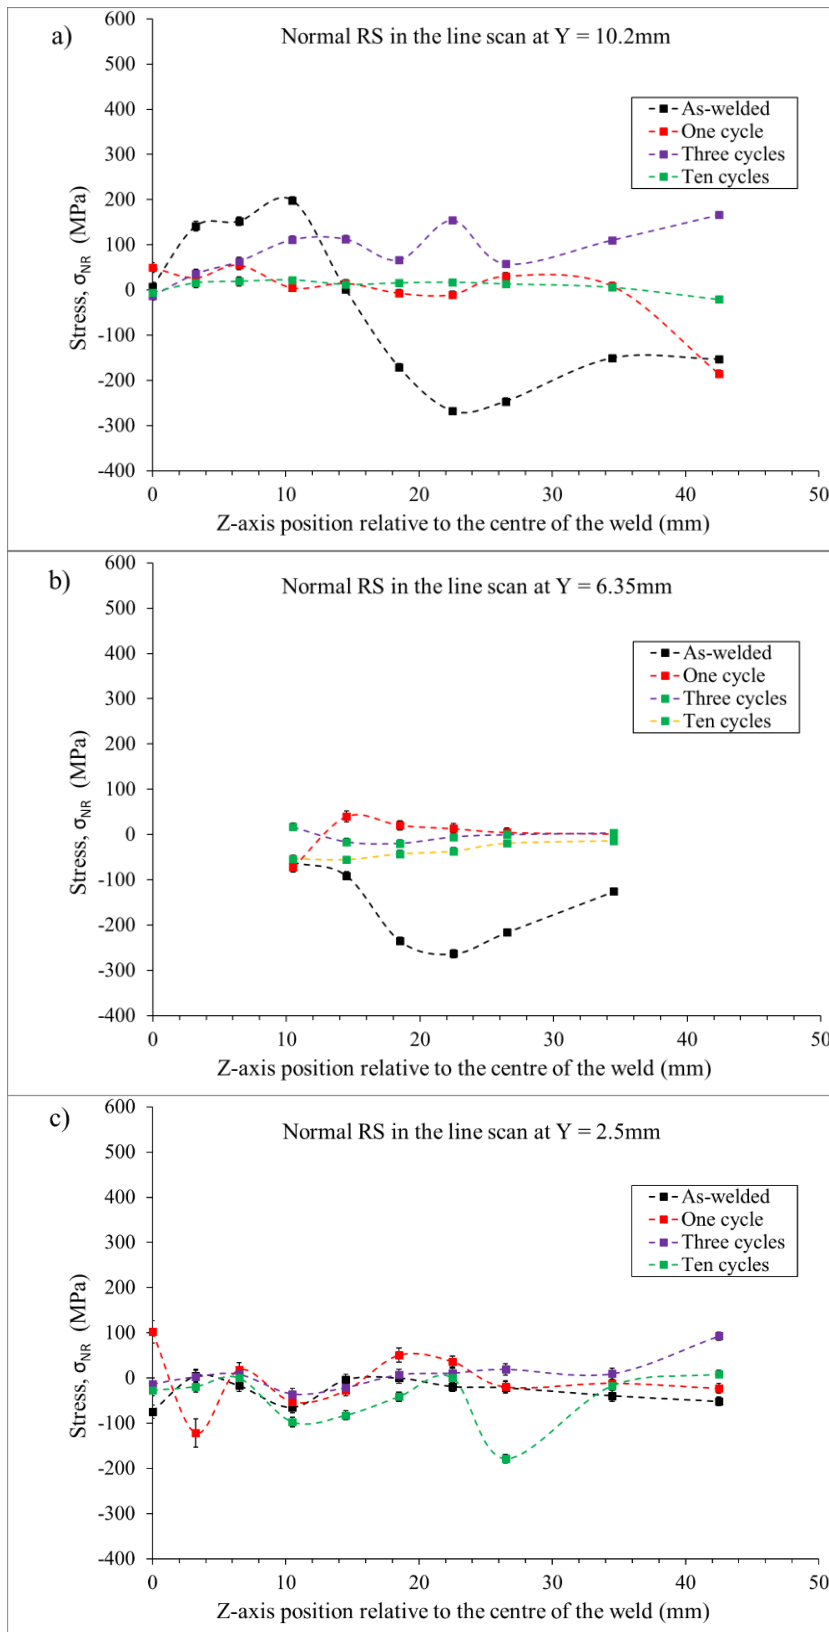 a)
Normal RS in the line scan at Y = 10.2mm
600
500
400
300
200
100
0
-100
-200
-300
-400
Stress, σNR (MPa)
As-welded
One cycle
Three cycles
Ten cycles
0
10
20
30
40
50
Z-axis position relative to the centre of the weld (mm)
b)
Normal RS in the line scan at Y = 6.35mm
600
500
400
300
200
100
0
-100
-200
-300
-400
Stress, σNR (MPa)
As-welded
One cycle
Three cycles
Ten cycles
0
10
20
30
40
50
Z-axis position relative to the centre of the weld (mm)
c)
Normal RS in the line scan at Y = 2.5mm
600
500
400
300
200
100
0
-100
-200
-300
-400
Stress, σNR (MPa)
As-welded
One cycle
Three cycles
Ten cycles
0
10
20
30
40
50
Z-axis position relative to the centre of the weld (mm)